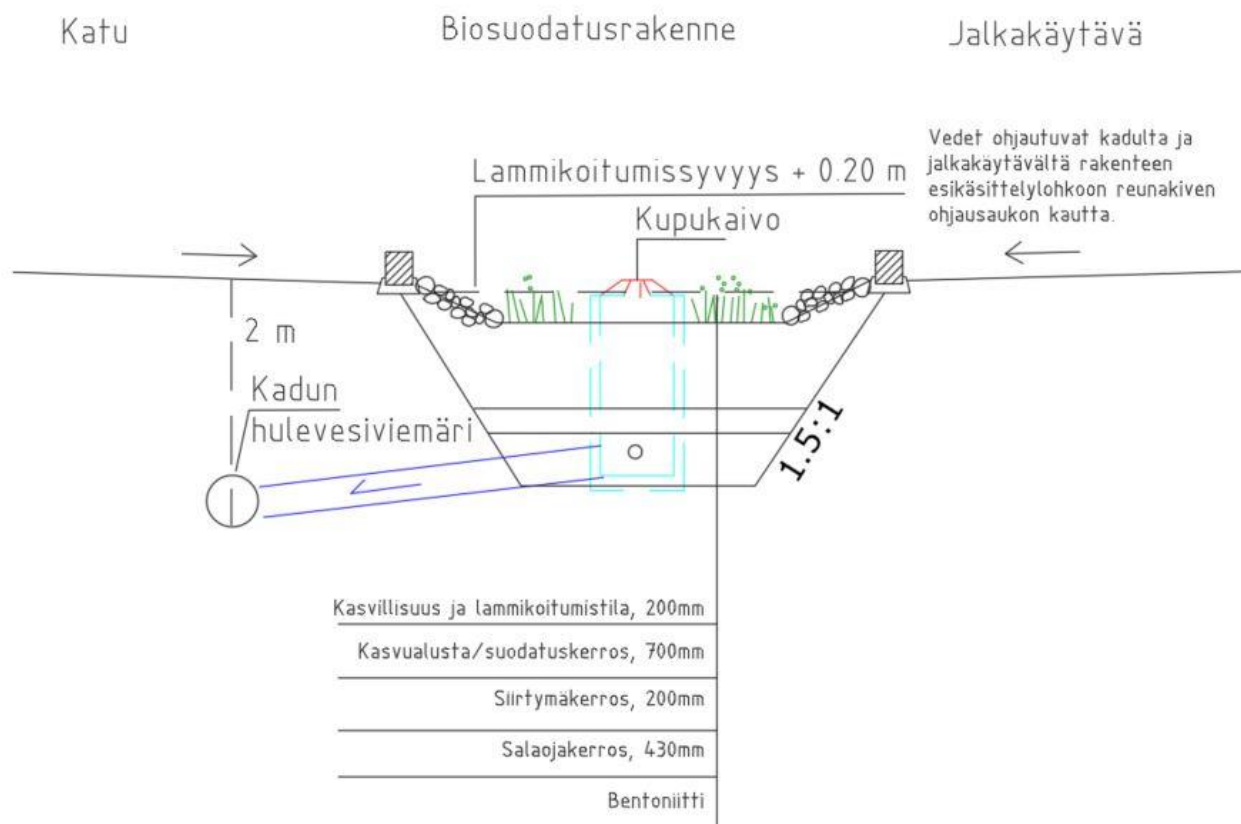 Katu
Biosuodatusrakenne
Jalkakäytävä
Vedet ohjautuvat kadulta ja
jalkakäytävältä rakenteen
esikäsittelylohkoon reunakiven
ohjausaukon kautta.
Lammikoitumissyvyys + 0.20 m
Kupukaivo
2 m
Kadun
hulevesiviemäri
1.5:1
Kasvillisuus ja lammikoitumistila, 200mm
Kasvualusta/suodatuskerros, 700mm
Siirtymäkerros, 200mm
Salaojakerros, 430mm
Bentoniitti